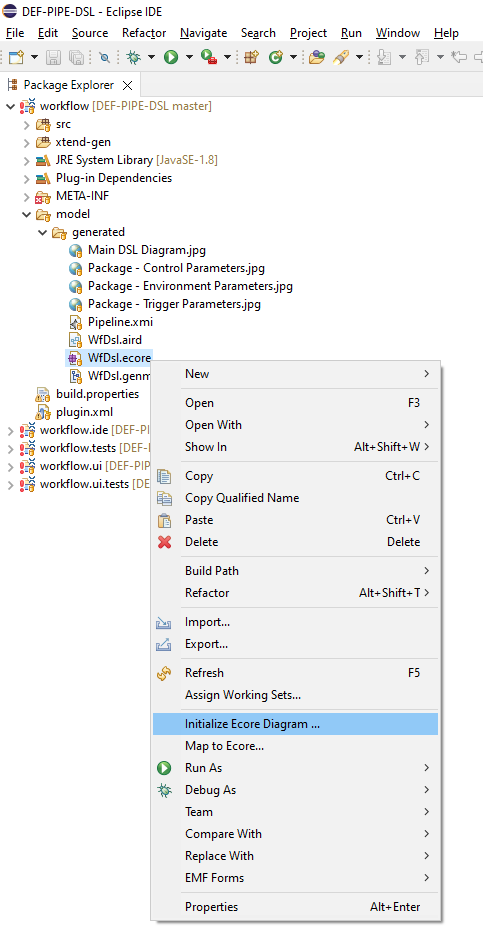 DEF-PIPE-DSL - Eclipse IDE
File Edit Source Refactor Navigate Search Project Run Window Help
Package Explorer
workflow [DEF-PIPE-DSL master]
src
xtend-gen
JRE System Library [JavaSE-1.8]
Plug-in Dependencies
META-INF
model
generated
Main DSL Diagram.jpg
Package - Control Parameters.jpg
Package - Environment Parameters.jpg
Package - Trigger Parameters.jpg
Pipeline.xmi
WfDsl.aird
WfDsl.ecore
WfDsl.genm
build.properties
plugin.xml
workflow.ide [DEF-PI
workflow.tests [DEF-
workflow.ui [DEF-PIP
workflow.ui.tests [DE
New
Open F3
Open With
Show In Alt+Shift+W
Copy Ctrl+C
Copy Qualified Name
Paste Ctrl+V
Delete Delete
Build Path
Refactor Alt+Shift+T
Import...
Export...
Refresh F5
Assign Working Sets...
Initialize Ecore Diagram ...
Map to Ecore...
Run As
Debug As
Team
Compare With
Replace With
EMF Forms
Properties Alt+Enter